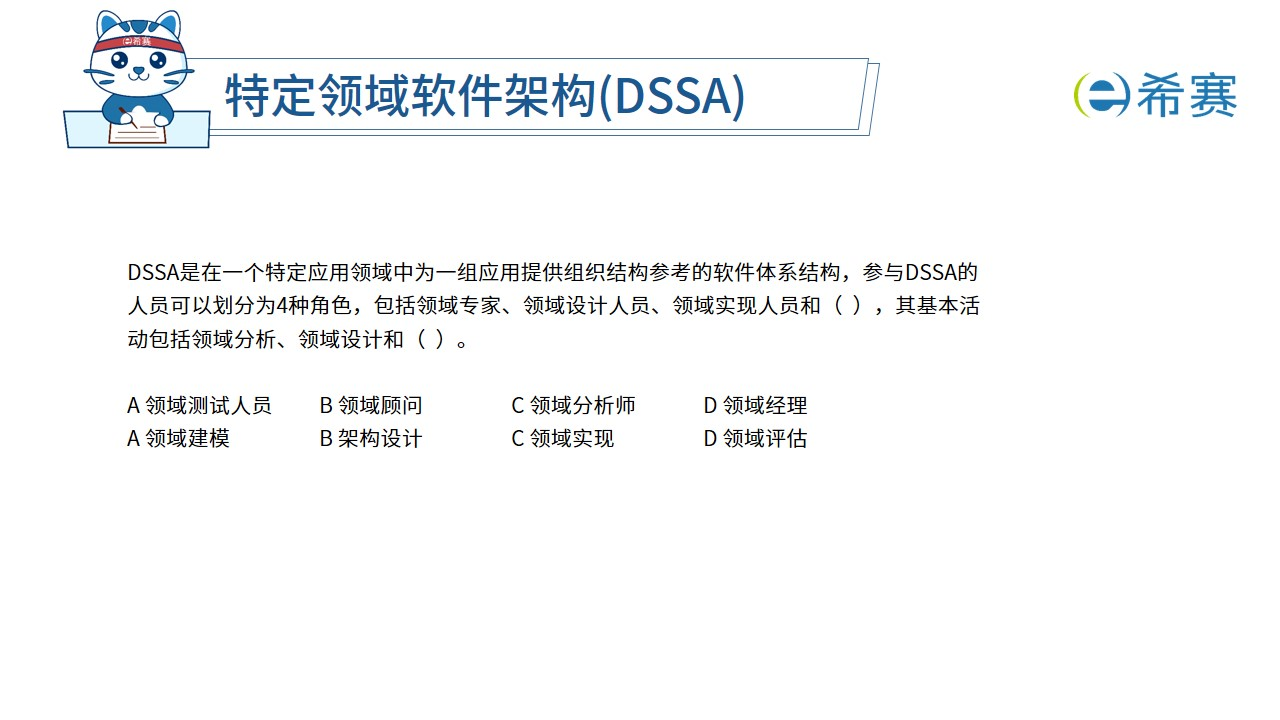 希赛
特定领域软件架构(DSSA)
希赛
DSSA是在一个特定应用领域中为一组应用提供组织结构参考的软件体系结构，参与DSSA的
人员可以划分为4种角色，包括领域专家、领域设计人员、领域实现人员和（ ），其基本活
动包括领域分析、领域设计和（ ）。
A 领域测试人员 B 领域顾问 C 领域分析师 D 领域经理
A 领域建模 B 架构设计 C 领域实现 D 领域评估